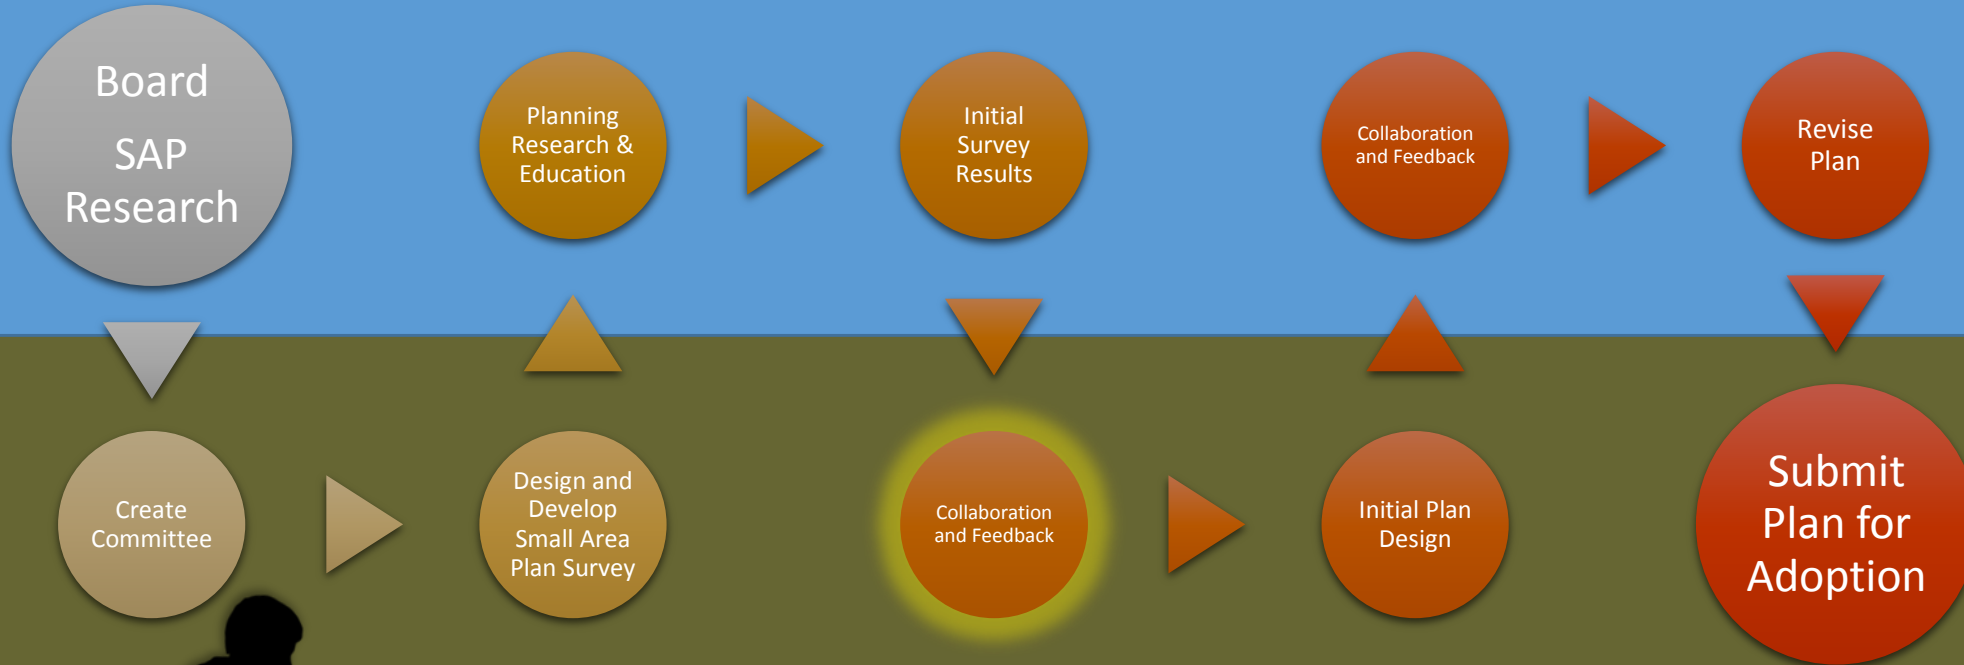 Board
SAP
Research
Create
Committee
Design and
Develop
Small Area
Plan Survey
Planning
Research &
Education
Initial
Survey
Results
Collaboration
and Feedback
Initial Plan
Design
Collaboration
and Feedback
Revise
Plan
Submit
Plan for
Adoption